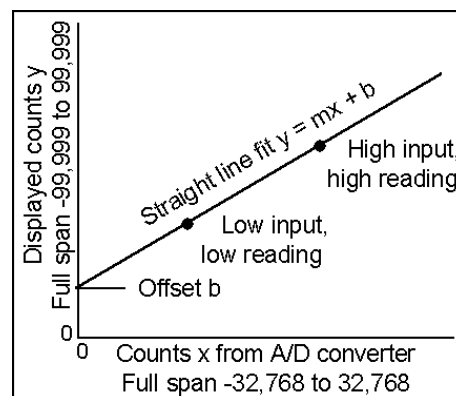 Displayed counts y
Full span -99,999 to 99,999
Straight line fit y = mx + b
High input,
high reading
Low input,
low reading
Offset b
0
0
Counts x from A/D converter
Full span -32,768 to 32,768